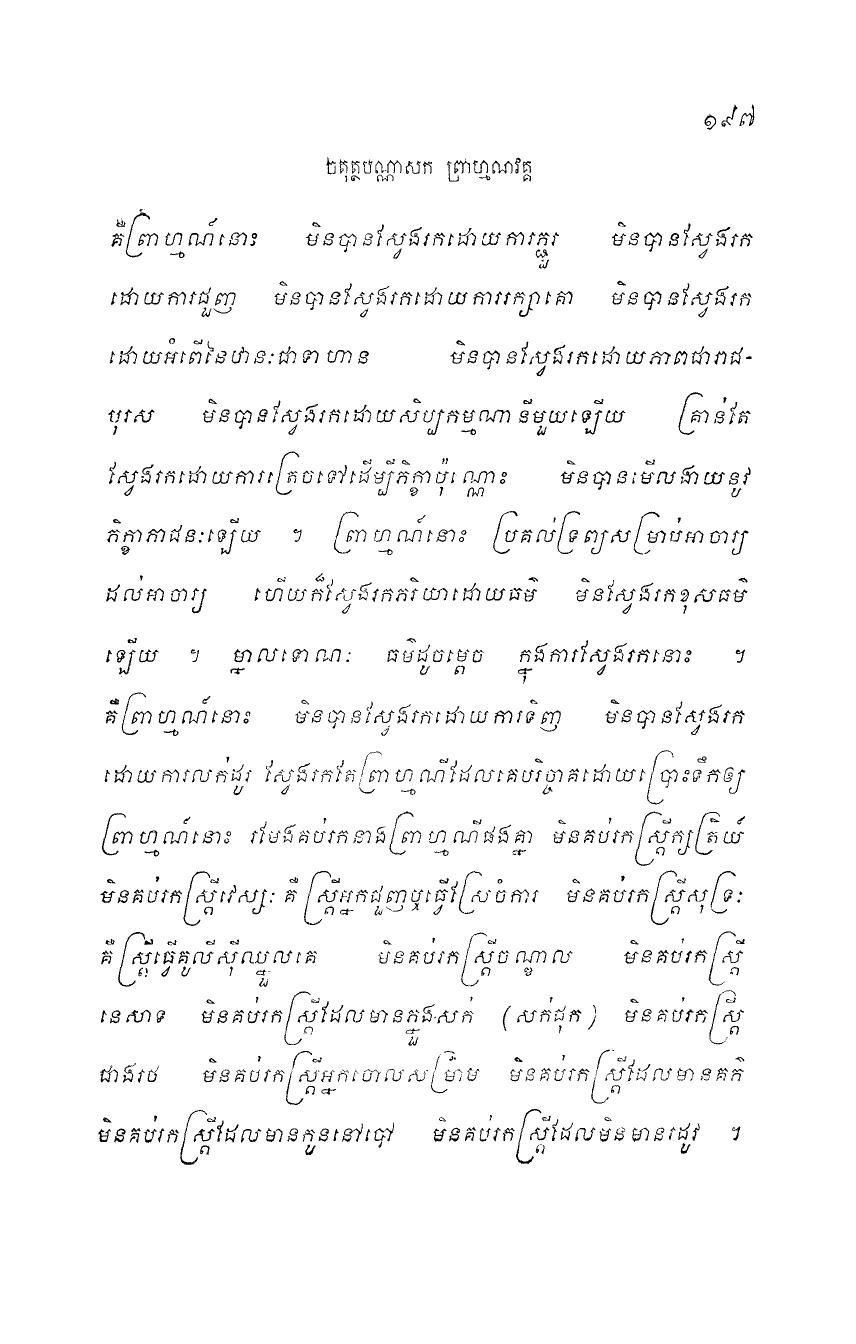 ១៩៧
ចតុត្ថបណ្ណាសក ព្រាហ្មណវគ្គ
គឺព្រាហ្មណ៍នោះ មិនបានស្វែងរកដោយការភ្ជួរ មិនបានស្វែងរក
ដោយការជួញ មិនបានស្វែងរកដោយការរក្សាគោ មិនបានស្វែងរក
ដោយអំពើនៃឋានៈជាទាហាន មិនបានស្វែងរកដោយភាពជារាជ-
បុរស មិនបានស្វែងរកដោយសិប្បកម្មណានីមួយឡើយ គ្រាន់តែ
ស្វែងរកដោយការត្រេចទៅដើម្បីភិក្ខាប៉ុណ្ណោះ មិនបានមើលងាយនូវ
ភិក្ខាភាជនៈឡើយ ។ ព្រាហ្មណ៍នោះ ប្រគល់ទ្រព្យសម្រាប់អាចារ្យ
ដល់អាចារ្យ ហើយក៏ស្វែងរកភរិយាដោយធម៌ មិនស្វែងរកខុសធម៌
ឡើយ ។ ម្នាលទោណៈ ធម៌ដូចម្តេច ក្នុងការស្វែងរកនោះ ។
គឺព្រាហ្មណ៍នោះ មិនបានស្វែងរកដោយការទិញ មិនបានស្វែងរក
ដោយការលក់ដូរ ស្វែងរកតែព្រាហ្មណីដែលគេបរិច្ចាគដោយប្រោះទឹកឲ្យ
ព្រាហ្មណ៍នោះ រមែងគប់រកនាងព្រាហ្មណីផងគ្នា មិនគប់រកស្ត្រីក្សត្រិយ៍
មិនគប់រកស្ត្រីវេស្សៈ គឺ ស្ត្រីអ្នកជួញឬធ្វើស្រែចំការ មិនគប់រកស្ត្រីសុទ្រៈ
គឺស្ត្រីធ្វើកូលីស៊ីឈ្នួលគេ មិនគប់រកស្ត្រីចណ្ឌាល មិនគប់រកស្ត្រី
នេសាទ មិនគប់រកស្ត្រីដែលមានភ្នួងសក់ (សក់ជុក) មិនគប់រកស្ត្រី
ជាងរថ មិនគប់រកស្ត្រីអ្នកចោលសម្រាម មិនគប់រកស្ត្រីដែលមានគភ៌
មិនគប់រកស្ត្រីដែលមានកូននៅបៅ មិនគប់រកស្ត្រីដែលមិនមានរដូវ ។